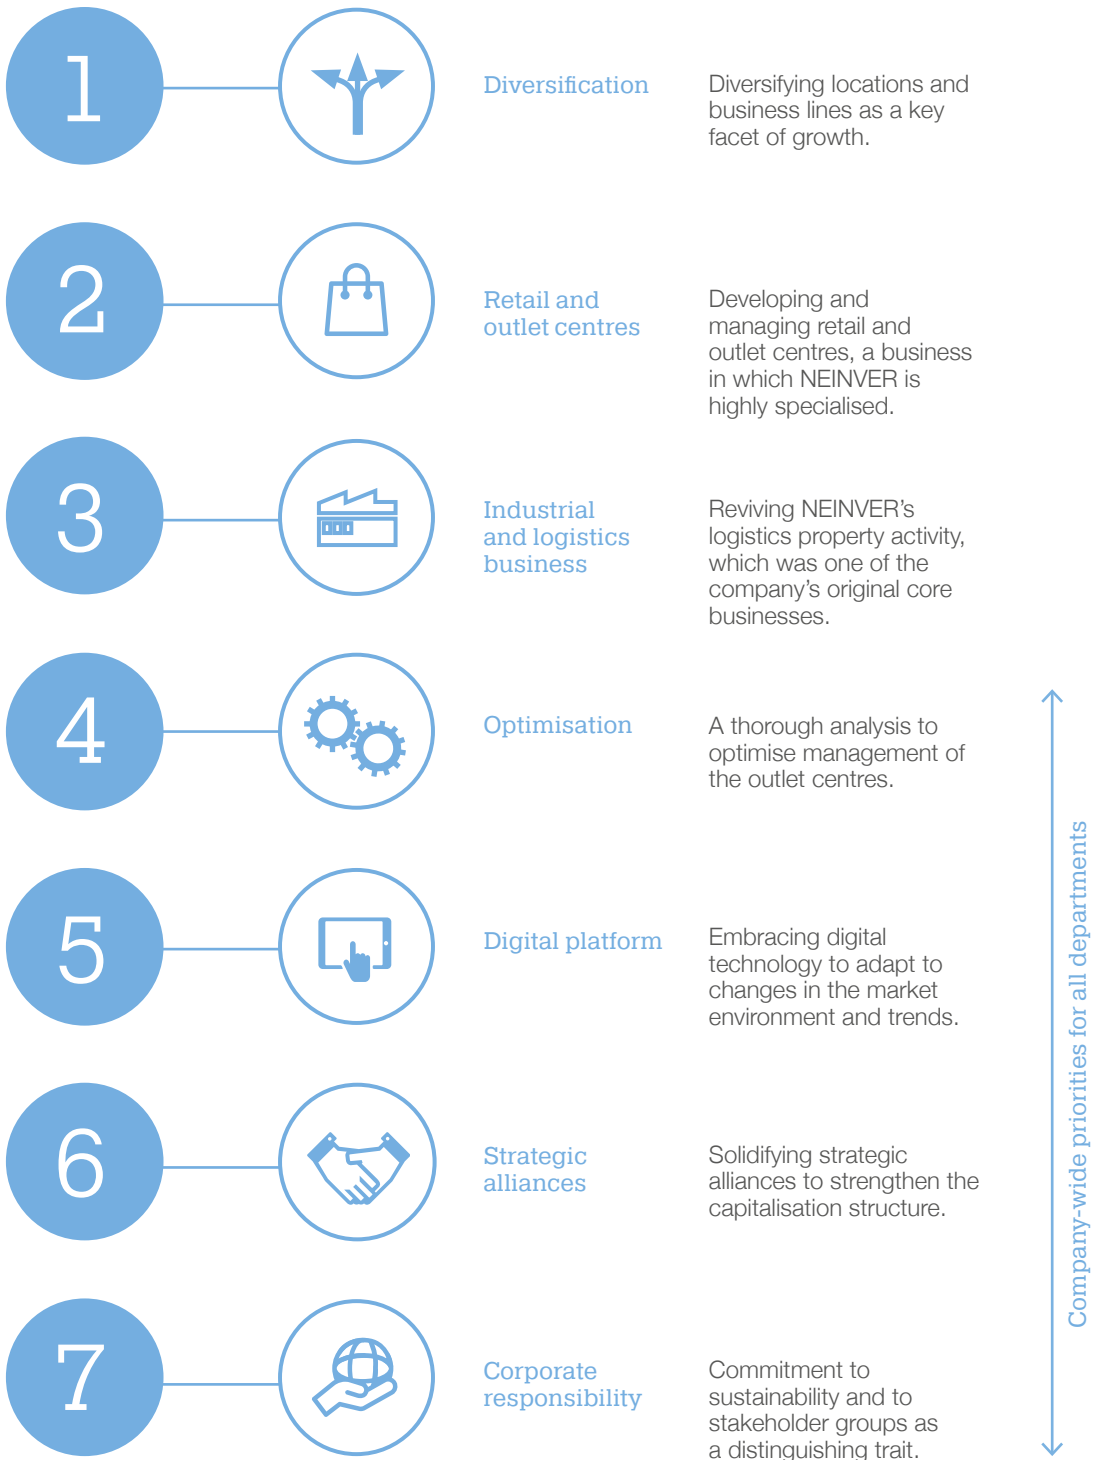 1
Diversification
Diversifying locations and
business lines as a key
facet of growth.
2
Retail and
outlet centres
Developing and
managing retail and
outlet centres, a business
in which NEINVER is
highly specialised.
3
Industrial
and logistics
business
Reviving NEINVER’s
logistics property activity,
which was one of the
company’s original core
businesses.
4
Optimisation
A thorough analysis to
optimise management of
the outlet centres.
5
Digital platform
Embracing digital
technology to adapt to
changes in the market
environment and trends.
6
Strategic
alliances
Solidifying strategic
alliances to strengthen the
capitalisation structure.
7
Corporate
responsibility
Commitment to
sustainability and to
stakeholder groups as
a distinguishing trait.
Company-wide priorities for all departments